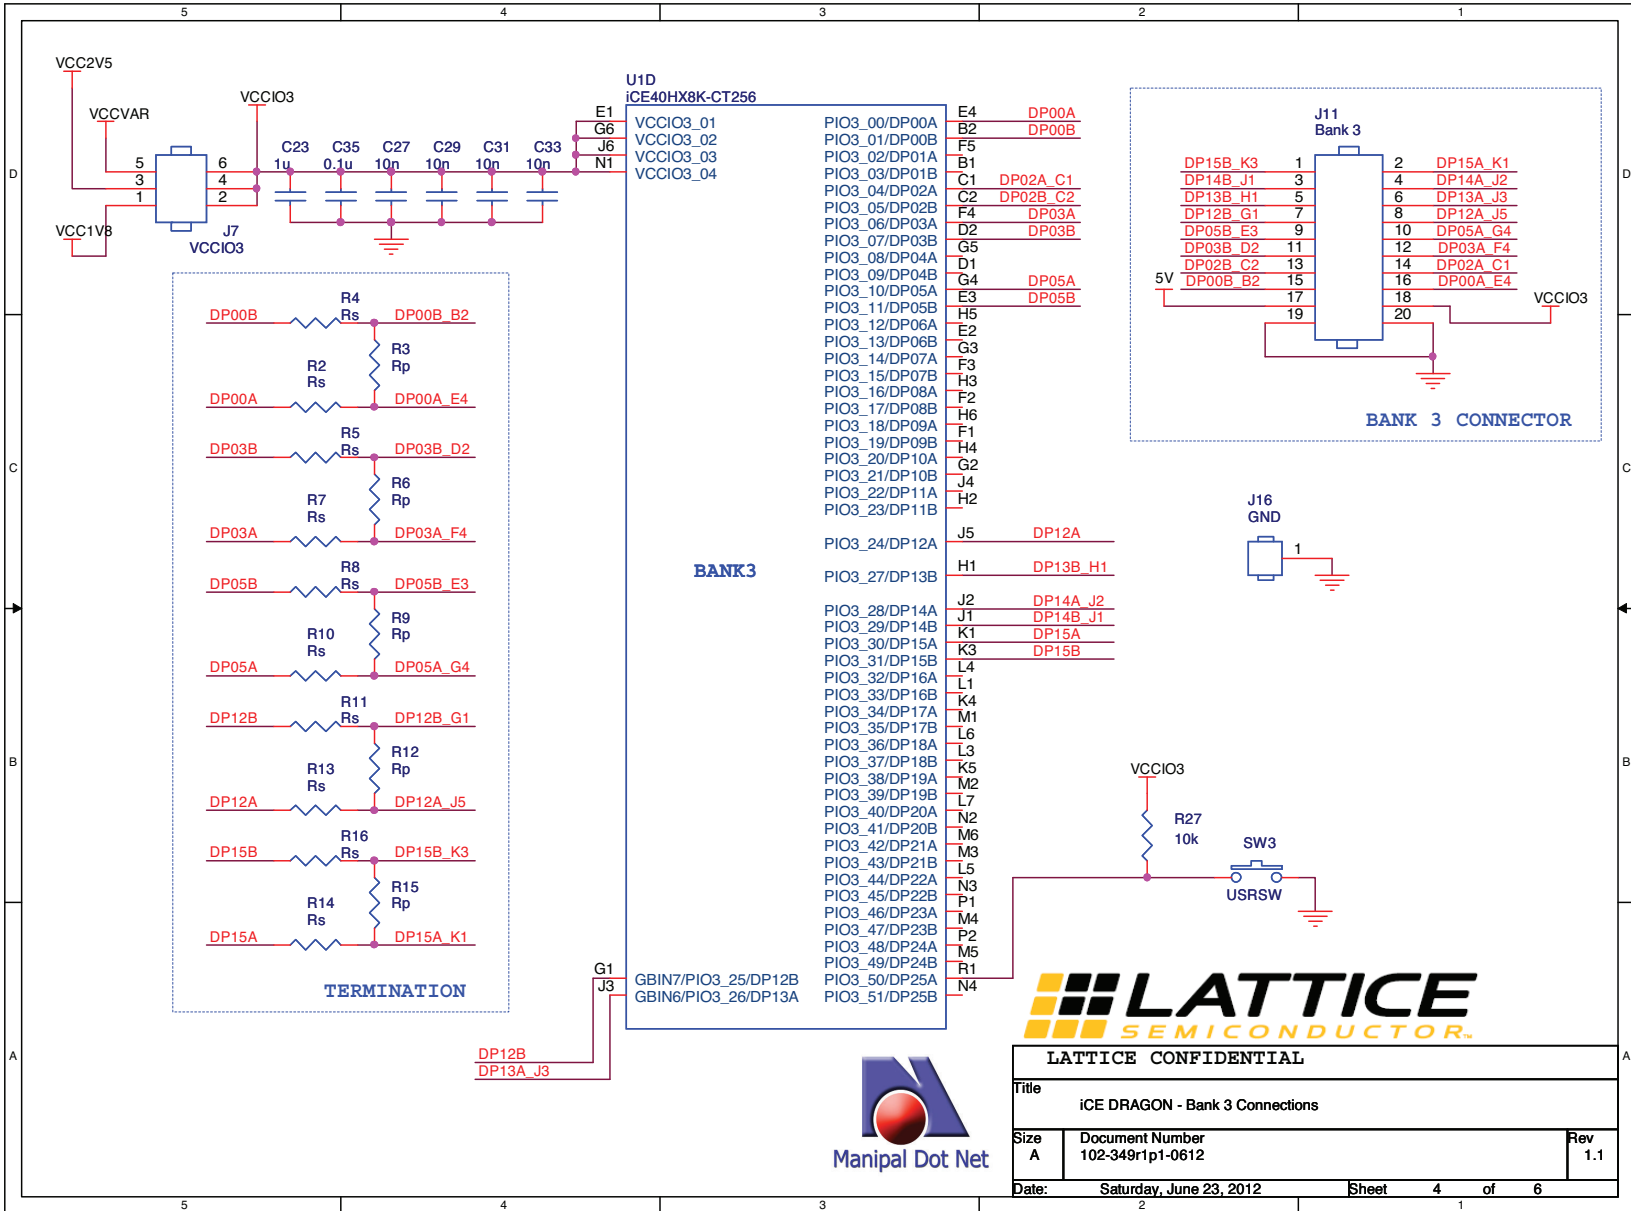 5 4 3 2 1
D
C
B
A
VCC2V5
VCCVAR
VCCIO3
VCC1V8
5 6
3 4
1 2
J7
VCCIO3
C23
1u
C35
0.1u
C27
10n
C29
10n
C31
10n
C33
10n
U1D
iCE40HX8K-CT256
E1 VCCIO3_01
G6 VCCIO3_02
J6 VCCIO3_03
N1 VCCIO3_04
PIO3_00/DP00A E4 DP00A
PIO3_01/DP00B B2 DP00B
PIO3_02/DP01A F5
PIO3_03/DP01B B1
PIO3_04/DP02A C1 DP02A_C1
PIO3_05/DP02B C2 DP02B_C2
PIO3_06/DP03A F4 DP03A
PIO3_07/DP03B D2 DP03B
PIO3_08/DP04A G5
PIO3_09/DP04B D1
PIO3_10/DP05A G4 DP05A
PIO3_11/DP05B E3 DP05B
PIO3_12/DP06A H5
PIO3_13/DP06B E2
PIO3_14/DP07A G3
PIO3_15/DP07B F3
PIO3_16/DP08A H3
PIO3_17/DP08B F2
PIO3_18/DP09A H6
PIO3_19/DP09B F1
PIO3_20/DP10A H4
PIO3_21/DP10B G2
PIO3_22/DP11A J4
PIO3_23/DP11B H2
PIO3_24/DP12A J5 DP12A
PIO3_27/DP13B H1 DP13B_H1
PIO3_28/DP14A J2 DP14A_J2
PIO3_29/DP14B J1 DP14B_J1
PIO3_30/DP15A K1 DP15A
PIO3_31/DP15B K3 DP15B
PIO3_32/DP16A L4
PIO3_33/DP16B L1
PIO3_34/DP17A K4
PIO3_35/DP17B M1
PIO3_36/DP18A L6
PIO3_37/DP18B L3
PIO3_38/DP19A K5
PIO3_39/DP19B M2
PIO3_40/DP20A L7
PIO3_41/DP20B N2
PIO3_42/DP21A M6
PIO3_43/DP21B M3
PIO3_44/DP22A L5
PIO3_45/DP22B N3
PIO3_46/DP23A P1
PIO3_47/DP23B M4
PIO3_48/DP24A P2
PIO3_49/DP24B M5
PIO3_50/DP25A R1
PIO3_51/DP25B N4
BANK3
G1 GBIN7/PIO3_25/DP12B
J3 GBIN6/PIO3_26/DP13A
DP12B
DP13A_J3
R4
DP00B Rs DP00B_B2
R3
Rp
R2
Rs
DP00A DP00A_E4
R5
DP03B Rs DP03B_D2
R6
Rp
R7
Rs
DP03A DP03A_F4
R8
DP05B Rs DP05B_E3
R9
Rp
R10
Rs
DP05A DP05A_G4
R11
DP12B Rs DP12B_G1
R12
Rp
R13
Rs
DP12A DP12A_J5
R16
DP15B Rs DP15B_K3
R15
Rp
R14
Rs
DP15A DP15A_K1
TERMINATION
J11
Bank 3
DP15B_K3 1 2 DP15A_K1
DP14B_J1 3 4 DP14A_J2
DP13B_H1 5 6 DP13A_J3
DP12B_G1 7 8 DP12A_J5
DP05B_E3 9 10 DP05A_G4
DP03B_D2 11 12 DP03A_F4
DP02B_C2 13 14 DP02A_C1
DP00B_B2 15 16 DP00A_E4
5V 17 18 VCCIO3
19 20
BANK 3 CONNECTOR
J16
GND
1
VCCIO3
R27
10k
SW3
USRSW
LATTICE
SEMICONDUCTOR™
Manipal Dot Net
LATTICE CONFIDENTIAL
Title
iCE DRAGON - Bank 3 Connections
Size Document Number Rev
A 102-349r1p1-0612 1.1
Date: Saturday, June 23, 2012 Sheet 4 of 6
5 4 3 2 1
D
C
B
A